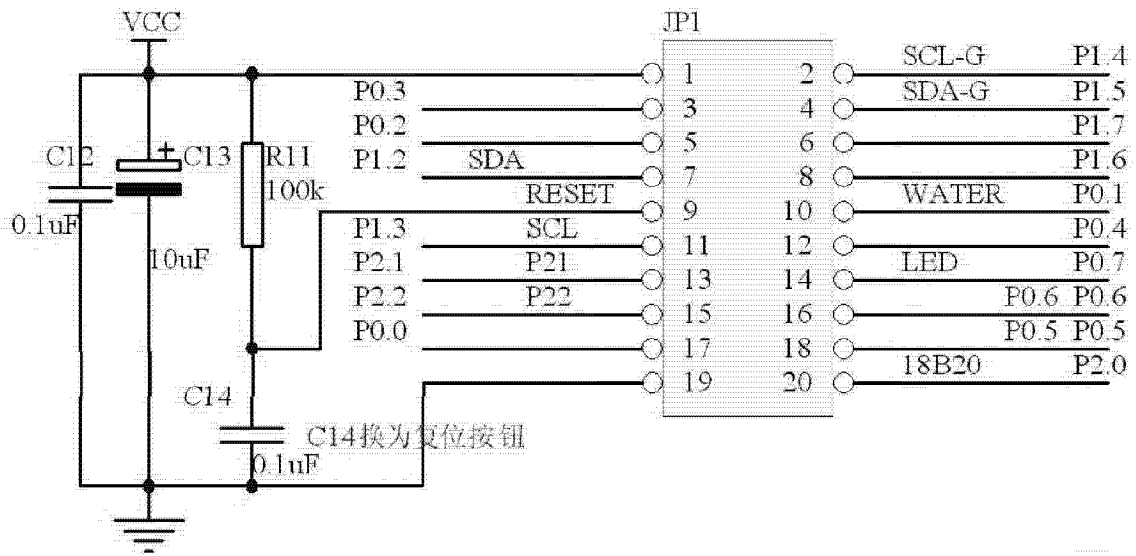 VCC JP1
1 2 SCL-G P1.4
P0.3 3 4 SDA-G P1.5
P0.2 5 6 P1.7
C12 + C13 R11 P1.2 SDA 7 8 P1.6
100k RESET 9 10 WATER P0.1
0.1uF P1.3 SCL 11 12 P0.4
10uF P2.1 P21 13 14 LED P0.7
P2.2 P22 15 16 P0.6 P0.6
P0.0 17 18 P0.5 P0.5
19 20 18B20 P2.0
C14
C14换为复位按钮
0.1uF